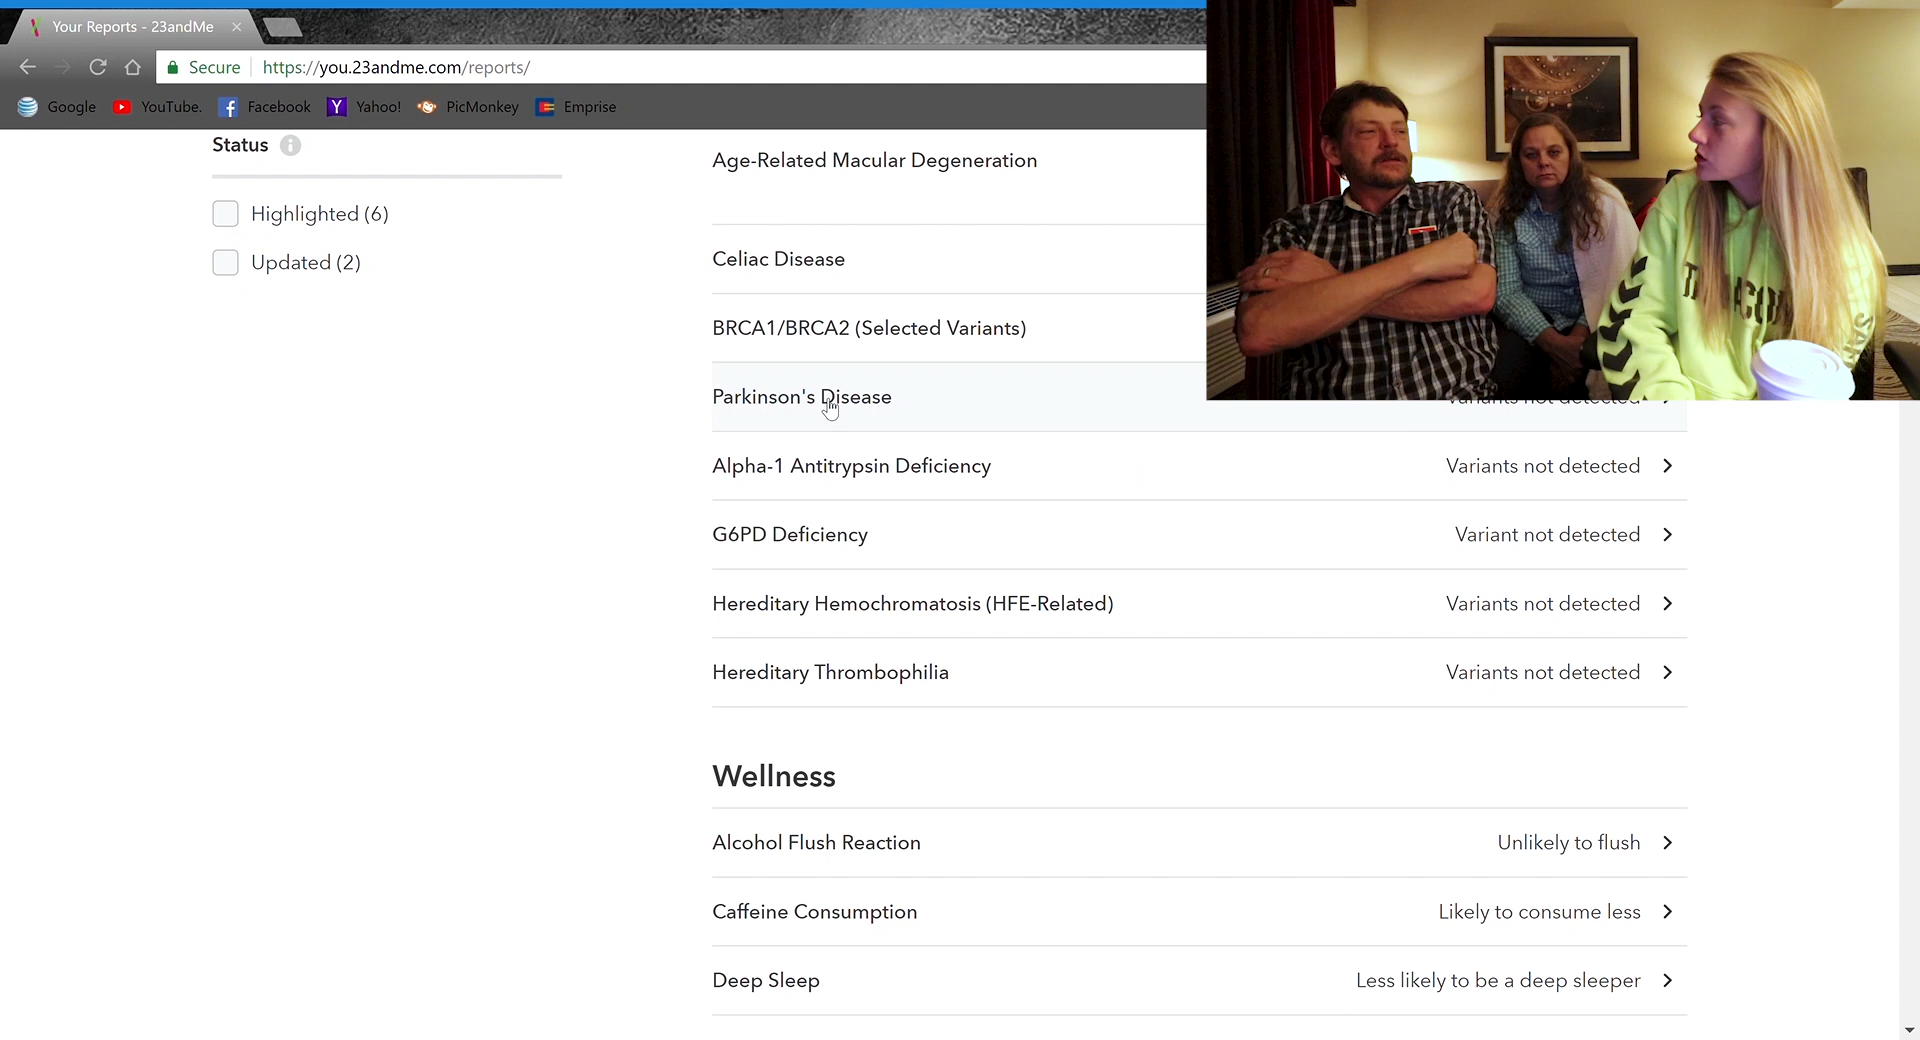 Your Reports - 23andMe
Secure https://you.23andme.com/reports/
Google YouTube. Facebook Yahoo! PicMonkey Emprise
Status
Highlighted (6)
Updated (2)
Age-Related Macular Degeneration
Celiac Disease
BRCA1/BRCA2 (Selected Variants)
Parkinson's Disease Variants not detected
Alpha-1 Antitrypsin Deficiency Variants not detected
G6PD Deficiency Variant not detected
Hereditary Hemochromatosis (HFE-Related) Variants not detected
Hereditary Thrombophilia Variants not detected
Wellness
Alcohol Flush Reaction Unlikely to flush
Caffeine Consumption Likely to consume less
Deep Sleep Less likely to be a deep sleeper